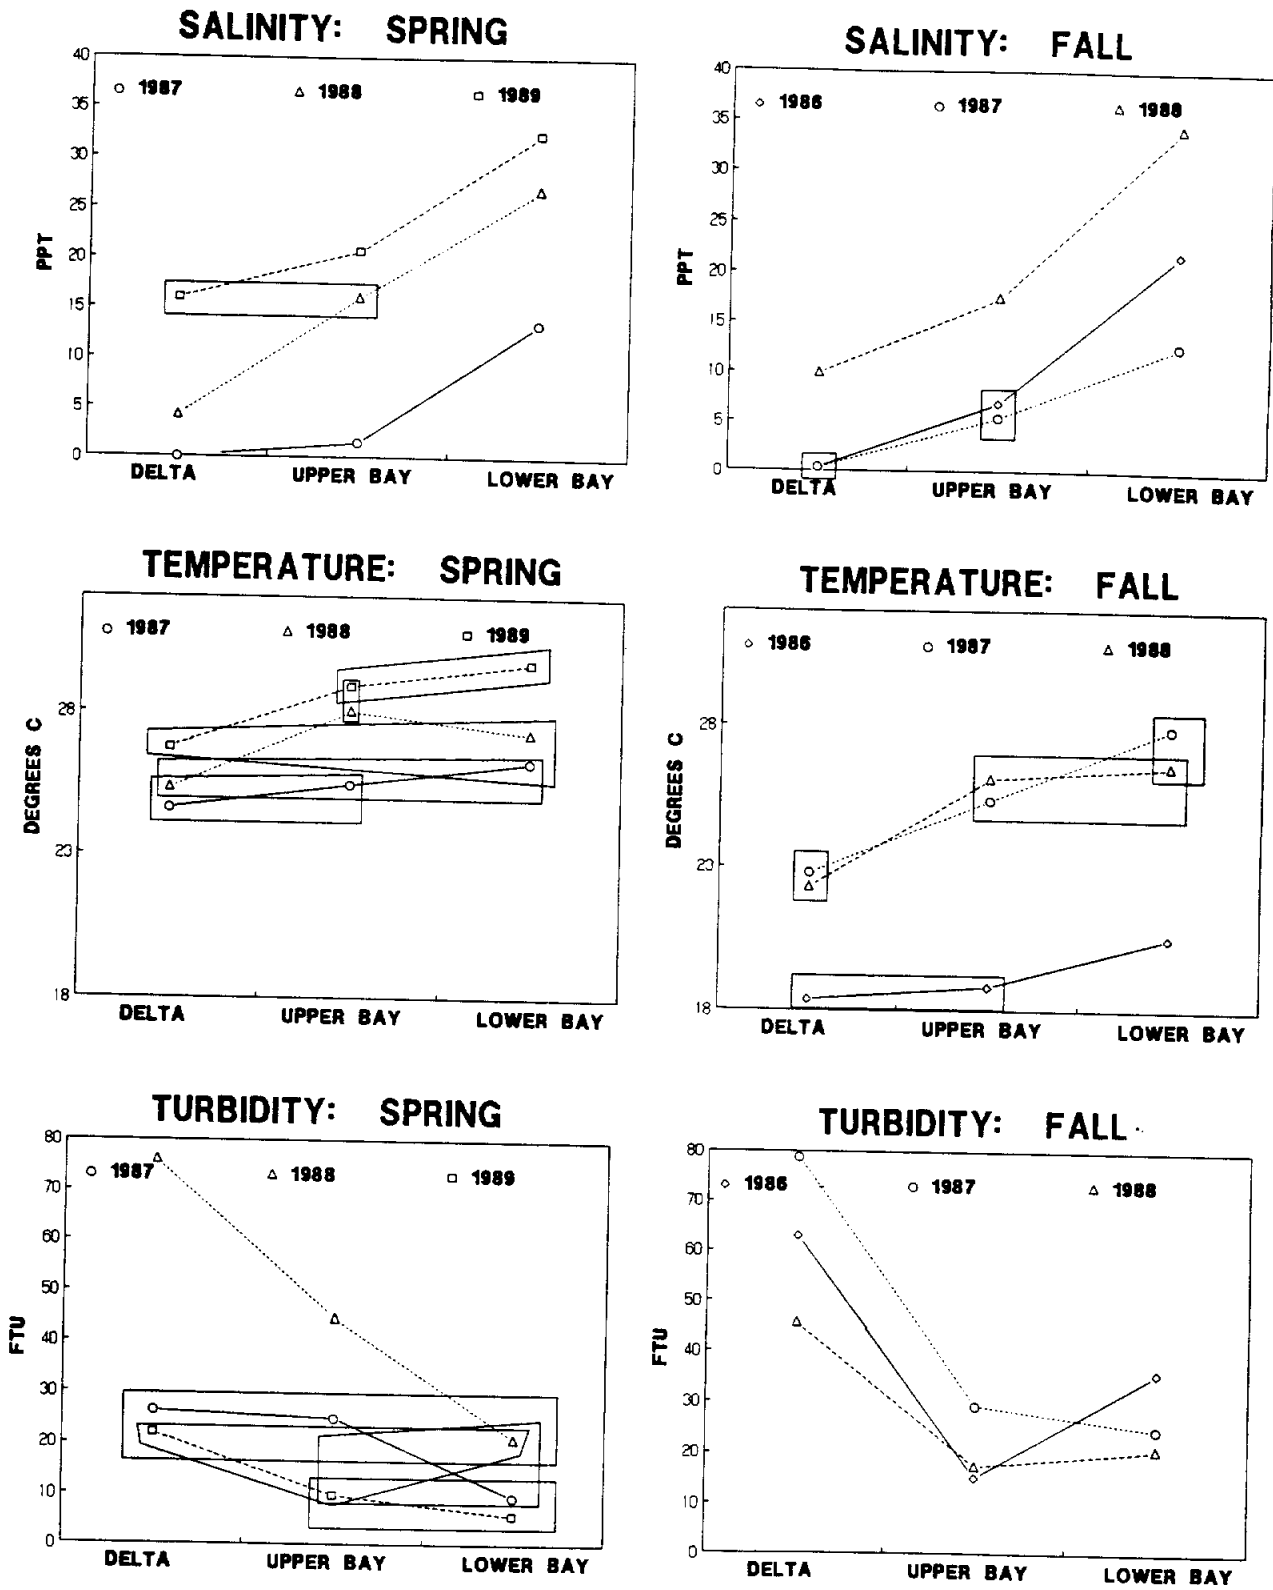 SALINITY: SPRING
40
35
30
25
20
15
10
5
0
PPT
1987
1988
1989
DELTA
UPPER BAY
LOWER BAY
SALINITY: FALL
40
35
30
25
20
15
10
5
0
PPT
1986
1987
1988
DELTA
UPPER BAY
LOWER BAY
TEMPERATURE: SPRING
28
23
18
DEGREES C
1987
1988
1989
DELTA
UPPER BAY
LOWER BAY
TEMPERATURE: FALL
28
23
18
DEGREES C
1986
1987
1988
DELTA
UPPER BAY
LOWER BAY
TURBIDITY: SPRING
80
70
60
50
40
30
20
10
0
FTU
1987
1988
1989
DELTA
UPPER BAY
LOWER BAY
TURBIDITY: FALL
80
70
60
50
40
30
20
10
0
FTU
1986
1987
1988
DELTA
UPPER BAY
LOWER BAY